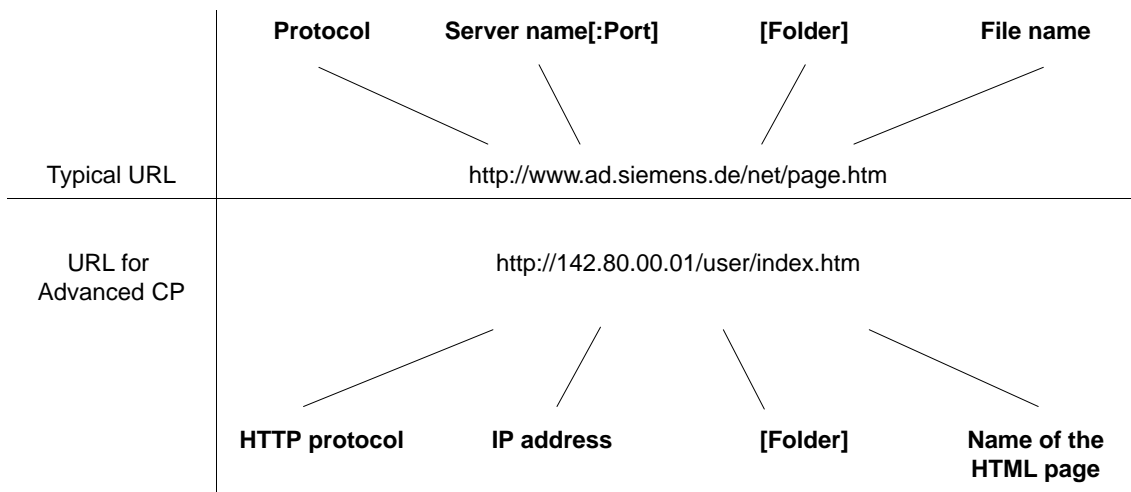 Protocol Server name[:Port] [Folder] File name
Typical URL http://www.ad.siemens.de/net/page.htm
URL for http://142.80.00.01/user/index.htm
Advanced CP
HTTP protocol IP address [Folder] Name of the
HTML page